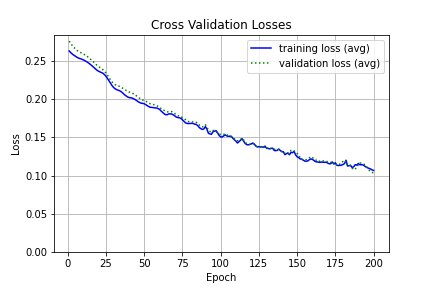 Cross Validation Losses
training loss (avg)
validation loss (avg)
Loss
0.25
0.20
0.15
0.10
0.05
0.00
0 25 50 75 100 125 150 175 200
Epoch